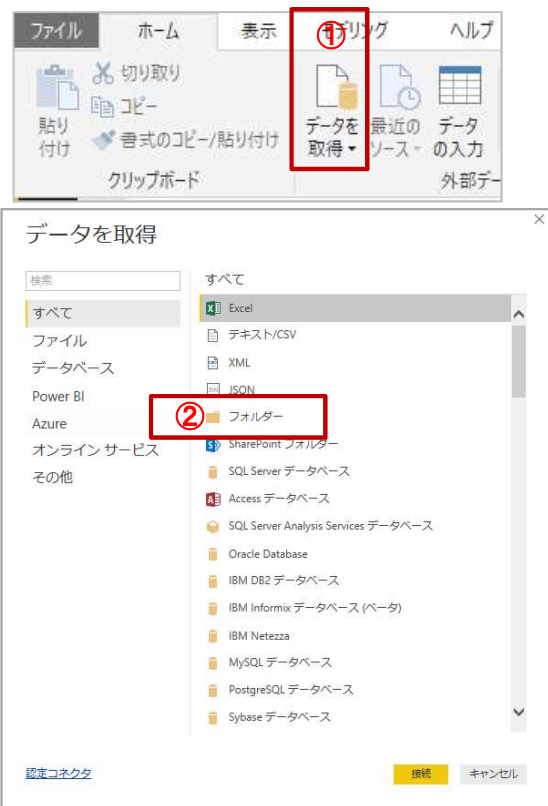 ファイル ホーム 表示 モデリング ヘルプ
①
切り取り
コピー
書式のコピー/貼り付け
貼り
付け
クリップボード
データを
取得
最近の
ソース
データ
の入力
外部デー
データを取得
検索
すべて
ファイル
データベース
Power BI
Azure
オンライン サービス
その他
すべて
Excel
テキスト/CSV
XML
JSON
② フォルダー
SharePoint フォルダー
SQL Server データベース
Access データベース
SQL Server Analysis Services データベース
Oracle Database
IBM DB2 データベース
IBM Informix データベース (ベータ)
IBM Netezza
MySQL データベース
PostgreSQL データベース
Sybase データベース
認定コネクタ
接続 キャンセル